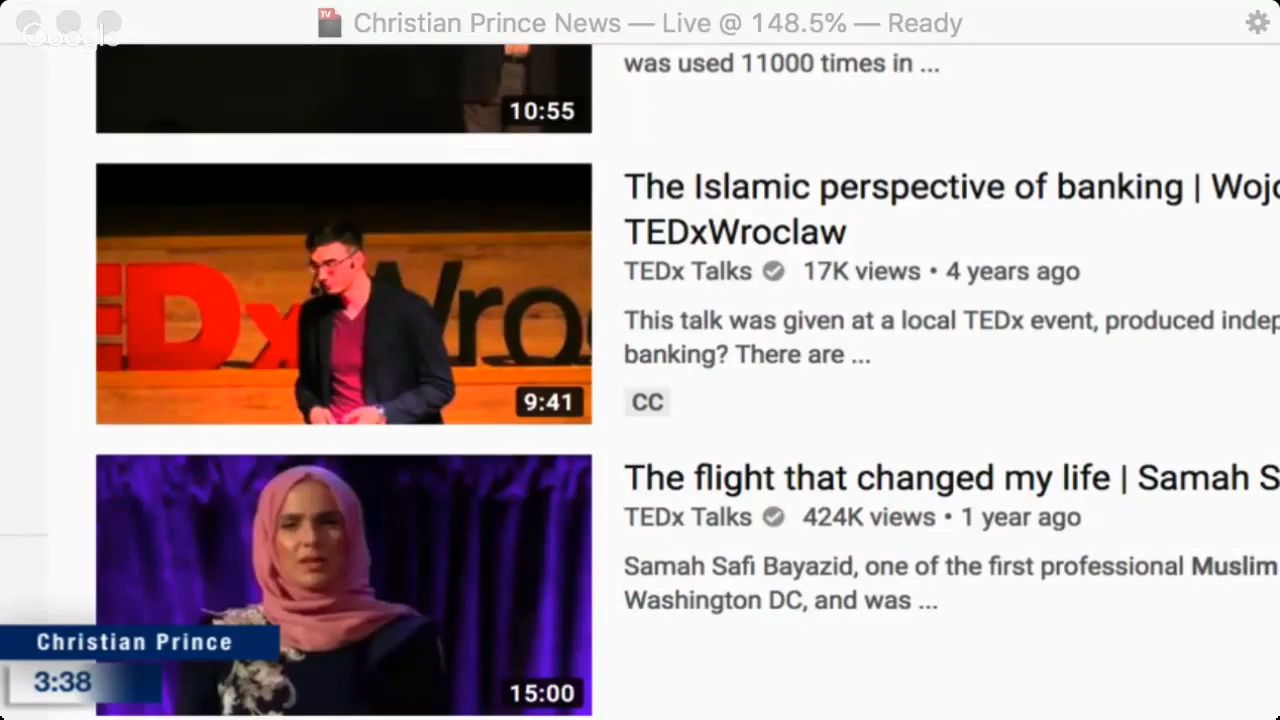 Christian Prince News — Live @ 148.5% — Ready
Google
was used 11000 times in ...
10:55
The Islamic perspective of banking | Wojc
TEDxWroclaw
TEDx Talks 17K views • 4 years ago
This talk was given at a local TEDx event, produced indep
banking? There are ...
CC
EDxWroc
9:41
The flight that changed my life | Samah S
TEDx Talks 424K views • 1 year ago
Samah Safi Bayazid, one of the first professional Muslim
Washington DC, and was ...
15:00
Christian Prince
3:38